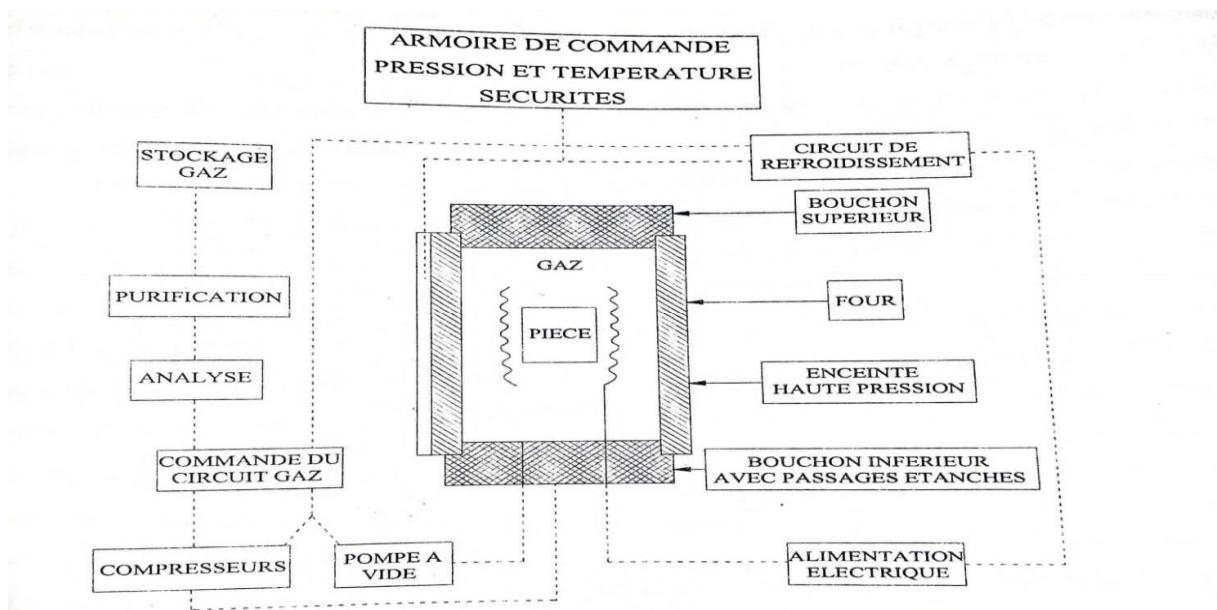 ARMOIRE DE COMMANDE
PRESSION ET TEMPERATURE
SECURITES
STOCKAGE
GAZ
CIRCUIT DE
REFROIDISSEMENT
BOUCHON
SUPERIEUR
GAZ
PURIFICATION
FOUR
PIECE
ANALYSE
ENCEINTE
HAUTE PRESSION
COMMANDE DU
CIRCUIT GAZ
BOUCHON INFERIEUR
AVEC PASSAGES ETANCHES
COMPRESSEURS
POMPE A
VIDE
ALIMENTATION
ELECTRIQUE